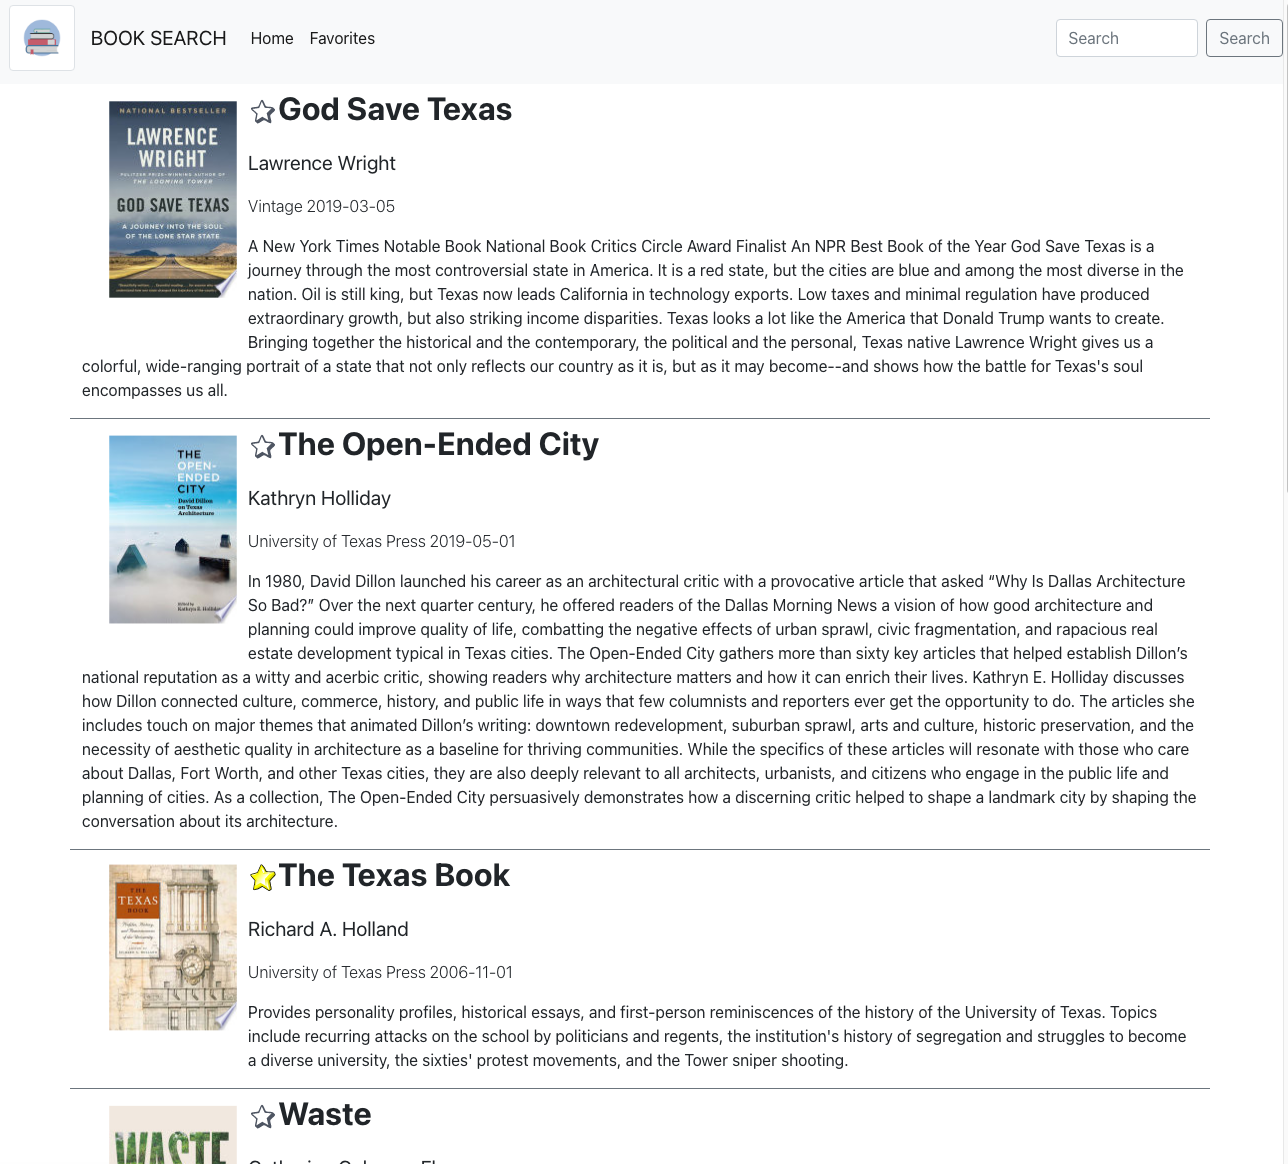 BOOK SEARCH Home Favorites Search Search
NATIONAL BESTSELLER
LAWRENCE
WRIGHT
PULITZER PRIZE-WINNING AUTHOR OF
THE LOOMING TOWER
GOD SAVE TEXAS
A JOURNEY INTO THE SOUL
OF THE LONE STAR STATE
God Save Texas
Lawrence Wright
Vintage 2019-03-05
A New York Times Notable Book National Book Critics Circle Award Finalist An NPR Best Book of the Year God Save Texas is a
journey through the most controversial state in America. It is a red state, but the cities are blue and among the most diverse in the
nation. Oil is still king, but Texas now leads California in technology exports. Low taxes and minimal regulation have produced
extraordinary growth, but also striking income disparities. Texas looks a lot like the America that Donald Trump wants to create.
Bringing together the historical and the contemporary, the political and the personal, Texas native Lawrence Wright gives us a
colorful, wide-ranging portrait of a state that not only reflects our country as it is, but as it may become--and shows how the battle for Texas's soul
encompasses us all.
THE
OPEN-
ENDED
CITY
David Dillon
on Texas
Architecture
The Open-Ended City
Kathryn Holliday
University of Texas Press 2019-05-01
In 1980, David Dillon launched his career as an architectural critic with a provocative article that asked “Why Is Dallas Architecture
So Bad?” Over the next quarter century, he offered readers of the Dallas Morning News a vision of how good architecture and
planning could improve quality of life, combatting the negative effects of urban sprawl, civic fragmentation, and rapacious real
estate development typical in Texas cities. The Open-Ended City gathers more than sixty key articles that helped establish Dillon’s
national reputation as a witty and acerbic critic, showing readers why architecture matters and how it can enrich their lives. Kathryn E. Holliday discusses
how Dillon connected culture, commerce, history, and public life in ways that few columnists and reporters ever get the opportunity to do. The articles she
includes touch on major themes that animated Dillon’s writing: downtown redevelopment, suburban sprawl, arts and culture, historic preservation, and the
necessity of aesthetic quality in architecture as a baseline for thriving communities. While the specifics of these articles will resonate with those who care
about Dallas, Fort Worth, and other Texas cities, they are also deeply relevant to all architects, urbanists, and citizens who engage in the public life and
planning of cities. As a collection, The Open-Ended City persuasively demonstrates how a discerning critic helped to shape a landmark city by shaping the
conversation about its architecture.
THE
TEXAS
BOOK
The Texas Book
Richard A. Holland
University of Texas Press 2006-11-01
Provides personality profiles, historical essays, and first-person reminiscences of the history of the University of Texas. Topics
include recurring attacks on the school by politicians and regents, the institution's history of segregation and struggles to become
a diverse university, the sixties' protest movements, and the Tower sniper shooting.
WASTE
Waste